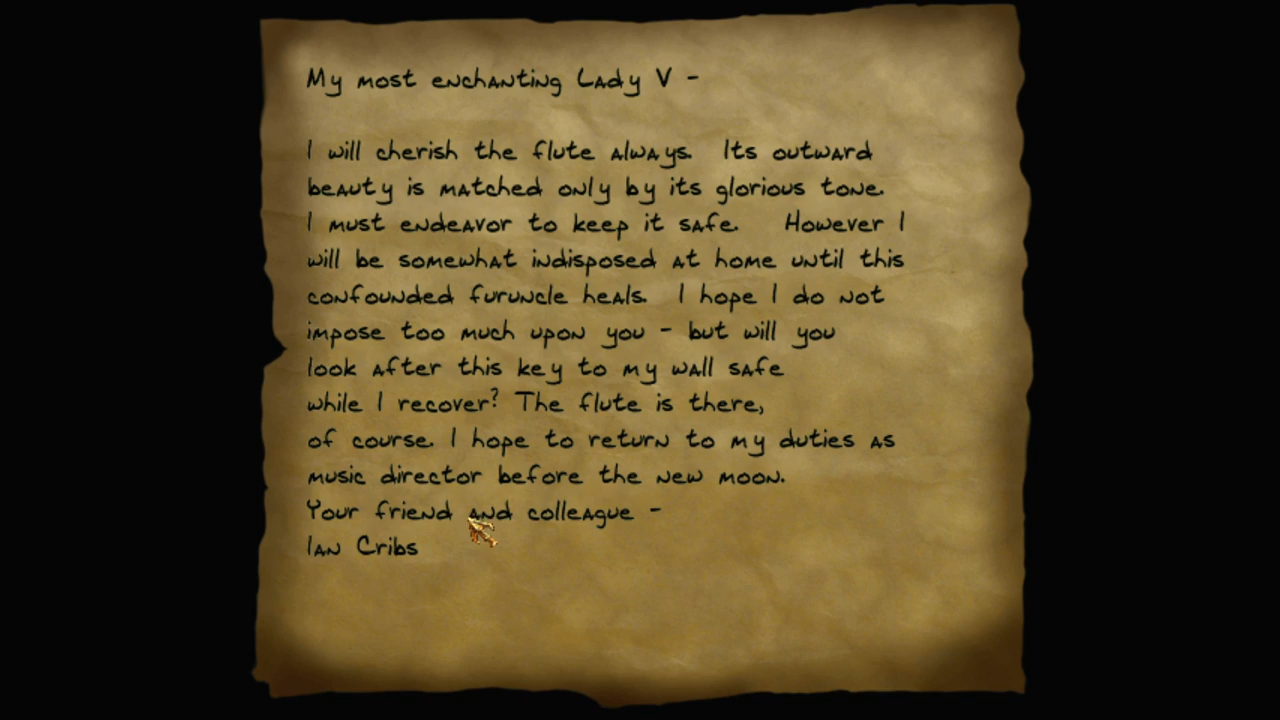 My most enchanting Lady V -
I will cherish the flute always. Its outward
beauty is matched only by its glorious tone.
I must endeavor to keep it safe. However I
will be somewhat indisposed at home until this
confounded furuncle heals. I hope I do not
impose too much upon you - but will you
look after this key to my wall safe
while I recover? The flute is there,
of course. I hope to return to my duties as
music director before the new moon.
Your friend and colleague -
Ian Cribs